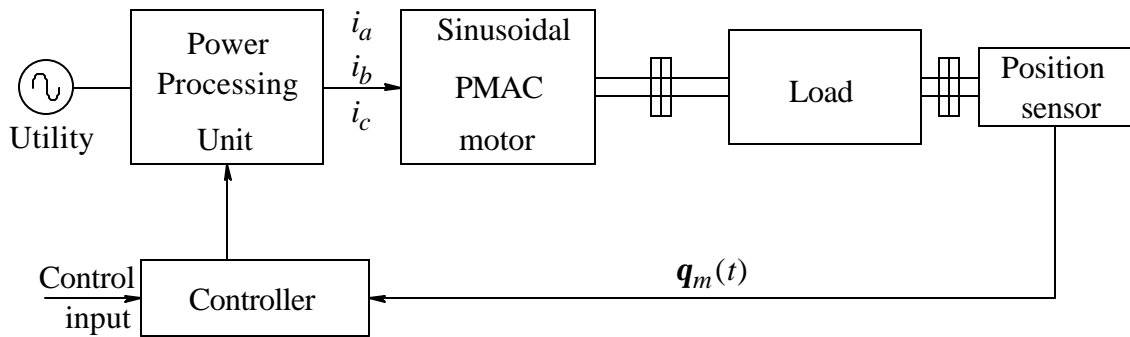 Utility
Power
Processing
Unit
i_a
i_b
i_c
Sinusoidal
PMAC
motor
Load
Position
sensor
Control
input
Controller
q_m(t)